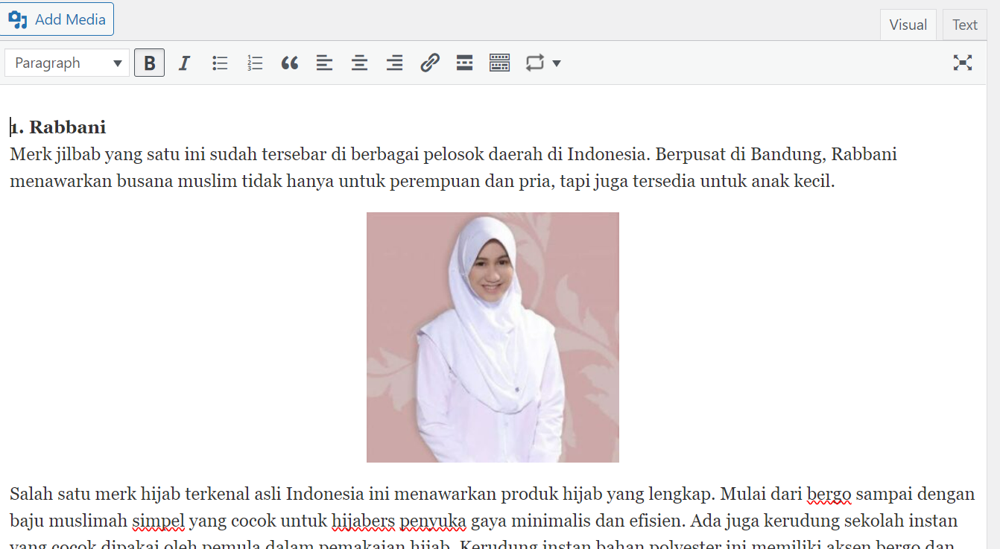 Add Media
Visual
Text
Paragraph
B
I
1. Rabbani
Merk jilbab yang satu ini sudah tersebar di berbagai pelosok daerah di Indonesia. Berpusat di Bandung, Rabbani
menawarkan busana muslim tidak hanya untuk perempuan dan pria, tapi juga tersedia untuk anak kecil.
Salah satu merk hijab terkenal asli Indonesia ini menawarkan produk hijab yang lengkap. Mulai dari bergo sampai dengan
baju muslimah simpel yang cocok untuk hijabers penyuka gaya minimalis dan efisien. Ada juga kerudung sekolah instan
yang cocok dipakai oleh pemula dalam pemakaian hijab. Kerudung instan bahan polyester ini memiliki aksen bergo dan